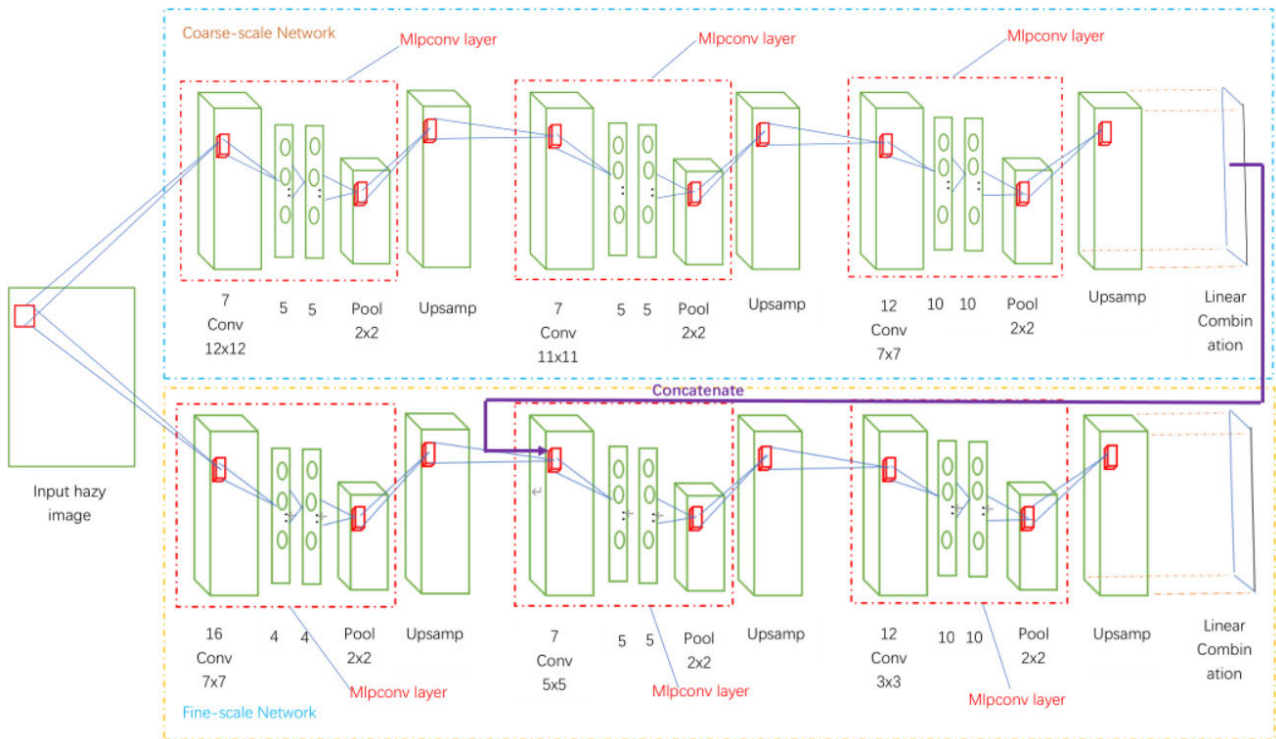 Coarse-scale Network
Mlpconv layer
Mlpconv layer
Mlpconv layer
7
Conv
12x12
5 5
Pool
2x2
Upsamp
7
Conv
11x11
5 5
Pool
2x2
Upsamp
12
Conv
7x7
10 10
Pool
2x2
Upsamp
Linear
Combin
ation
Concatenate
Input hazy
image
16
Conv
7x7
4 4
Pool
2x2
Upsamp
7
Conv
5x5
5 5
Pool
2x2
Upsamp
12
Conv
3x3
10 10
Pool
2x2
Upsamp
Linear
Combin
ation
Mlpconv layer
Mlpconv layer
Mlpconv layer
Fine-scale Network